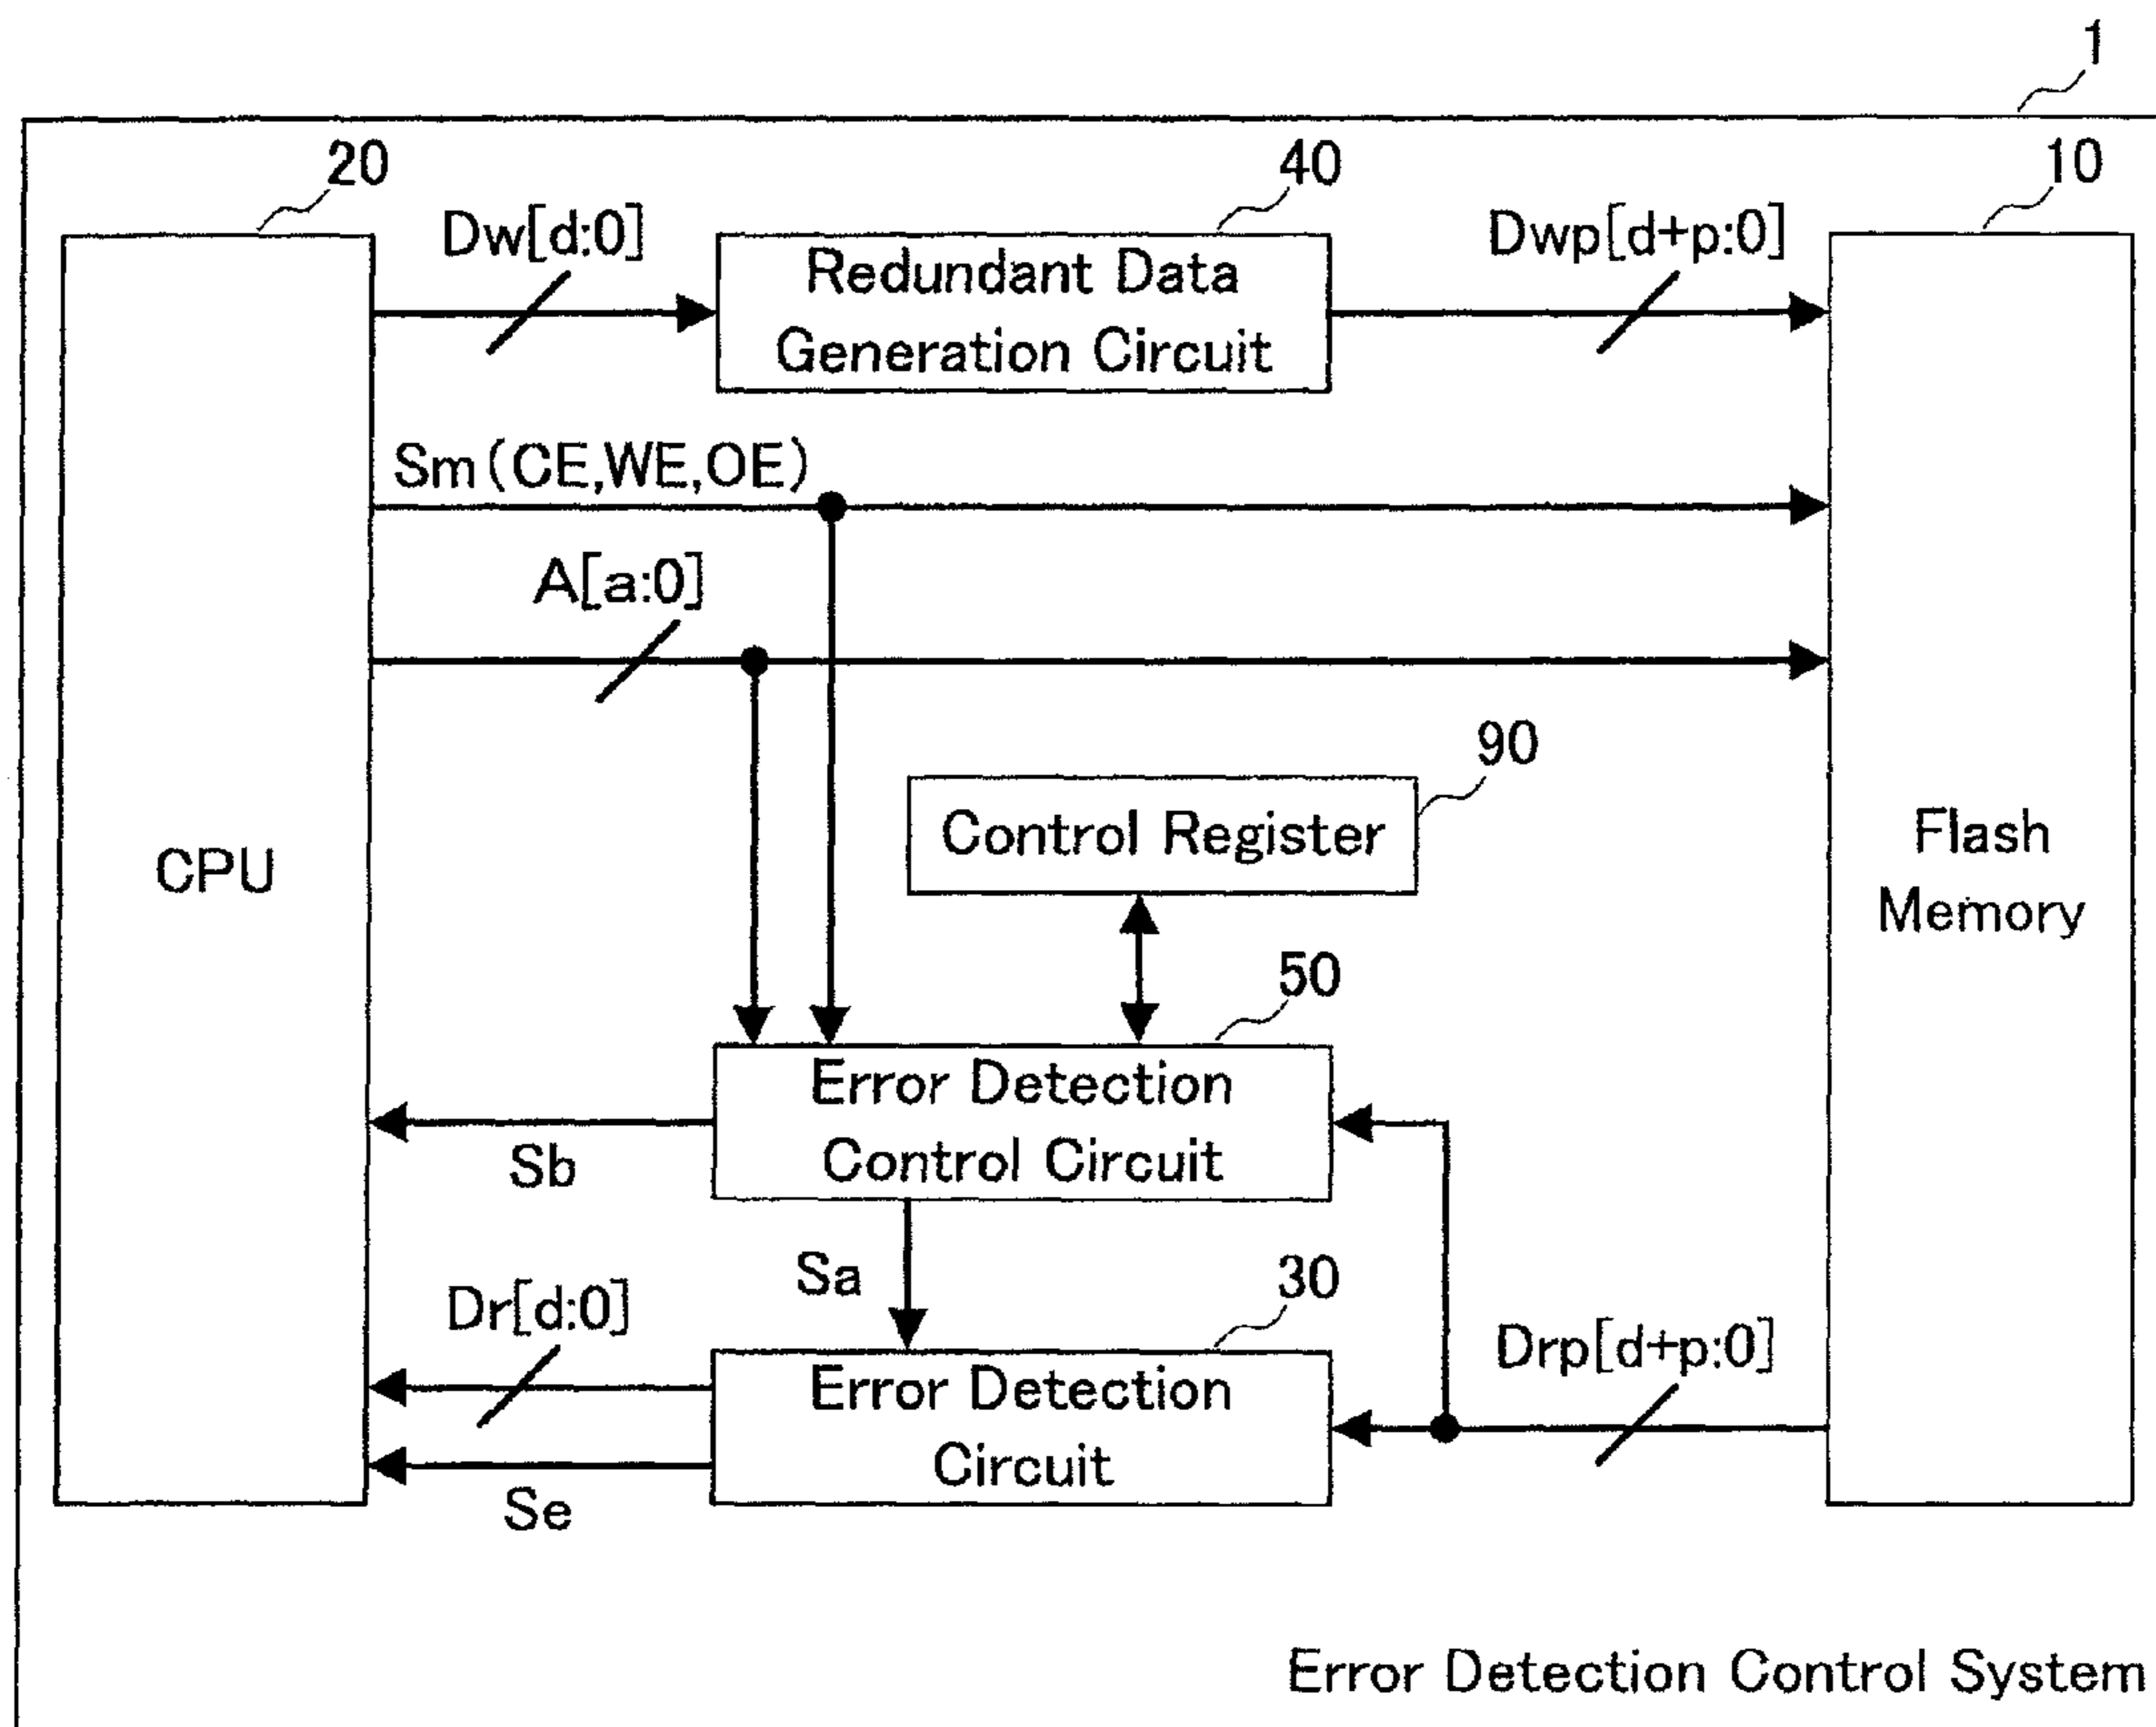 1
20
40
10
Dw[d:0]
Redundant Data
Generation Circuit
Dwp[d+p:0]
Sm(CE,WE,OE)
A[a:0]
90
Control Register
CPU
Flash
Memory
50
Error Detection
Control Circuit
Sb
Sa
30
Dr[d:0]
Error Detection
Circuit
Drp[d+p:0]
Se
Error Detection Control System